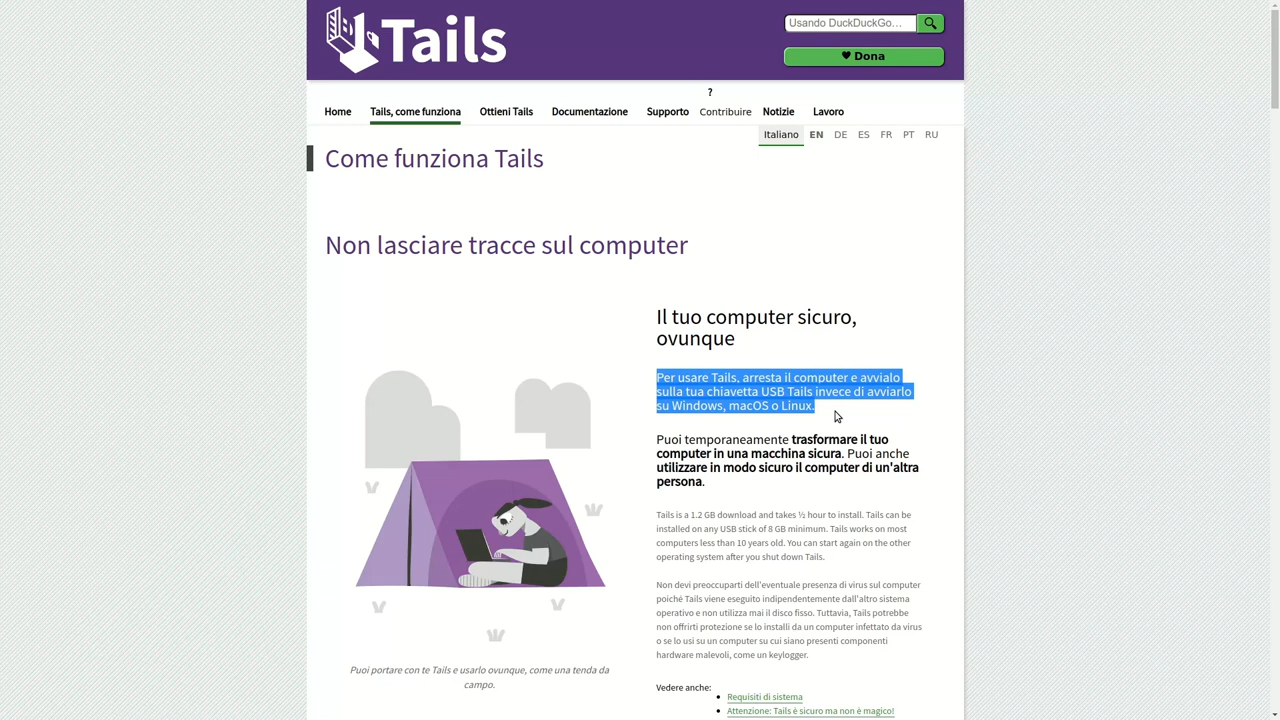 Tails
Usando DuckDuckGo...
♥ Dona
?
Home Tails, come funziona Ottieni Tails Documentazione Supporto Contribuire Notizie Lavoro
Italiano EN DE ES FR PT RU
Come funziona Tails
Non lasciare tracce sul computer
Il tuo computer sicuro,
ovunque
Per usare Tails, arresta il computer e avvialo
sulla tua chiavetta USB Tails invece di avviarlo
su Windows, macOS o Linux.
Puoi temporaneamente trasformare il tuo
computer in una macchina sicura. Puoi anche
utilizzare in modo sicuro il computer di un'altra
persona.
Tails is a 1.2 GB download and takes ½ hour to install. Tails can be
installed on any USB stick of 8 GB minimum. Tails works on most
computers less than 10 years old. You can start again on the other
operating system after you shut down Tails.
Non devi preoccuparti dell'eventuale presenza di virus sul computer
poiché Tails viene eseguito indipendentemente dall'altro sistema
operativo e non utilizza mai il disco fisso. Tuttavia, Tails potrebbe
non offrirti protezione se lo installi da un computer infettato da virus
o se lo usi su un computer su cui siano presenti componenti
hardware malevoli, come un keylogger.
Puoi portare con te Tails e usarlo ovunque, come una tenda da
campo.
Vedere anche:
Requisiti di sistema
Attenzione: Tails è sicuro ma non è magico!